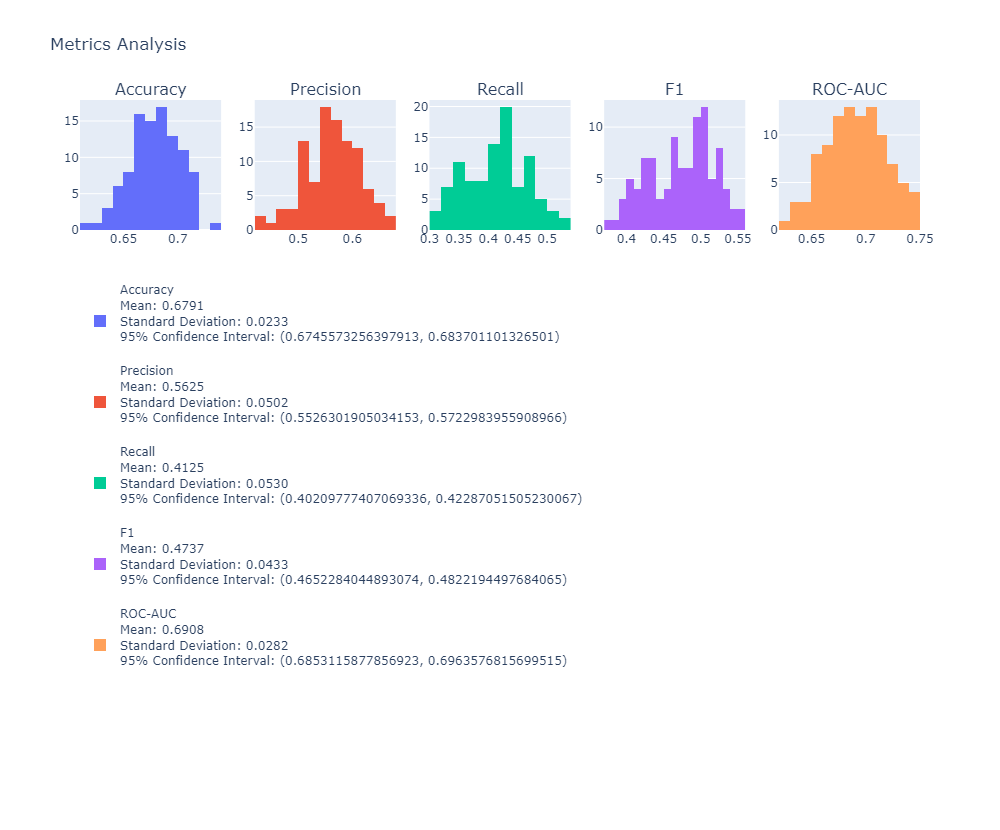 Metrics Analysis
Accuracy
Precision
Recall
F1
ROC-AUC
15
10
5
0
0.65
0.7
15
10
5
0
0.5
0.6
20
15
10
5
0
0.3
0.35
0.4
0.45
0.5
10
5
0
0.4
0.45
0.5
0.55
10
5
0
0.65
0.7
0.75
Accuracy
Mean: 0.6791
Standard Deviation: 0.0233
95% Confidence Interval: (0.6745573256397913, 0.683701101326501)
Precision
Mean: 0.5625
Standard Deviation: 0.0502
95% Confidence Interval: (0.5526301905034153, 0.5722983955908966)
Recall
Mean: 0.4125
Standard Deviation: 0.0530
95% Confidence Interval: (0.40209777407069336, 0.42287051505230067)
F1
Mean: 0.4737
Standard Deviation: 0.0433
95% Confidence Interval: (0.4652284044893074, 0.4822194497684065)
ROC-AUC
Mean: 0.6908
Standard Deviation: 0.0282
95% Confidence Interval: (0.6853115877856923, 0.6963576815699515)